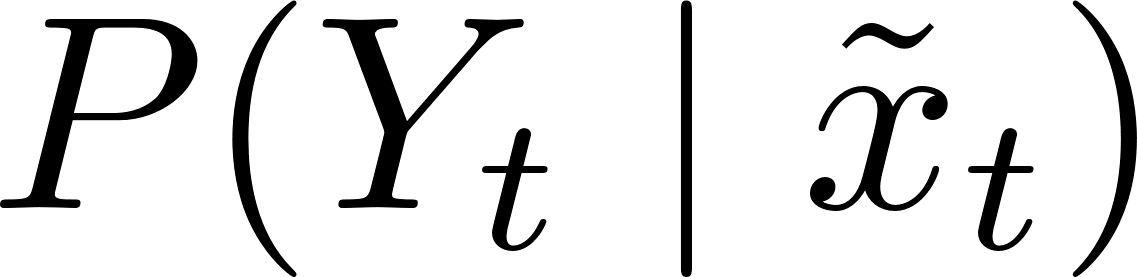 P(Y_t | x̃_t)